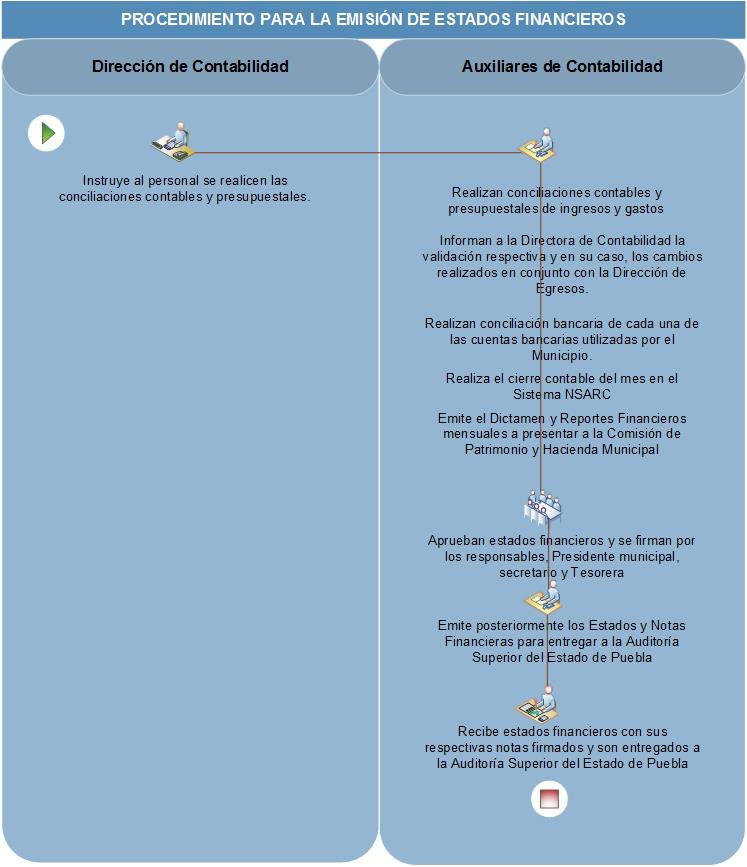 PROCEDIMIENTO PARA LA EMISIÓN DE ESTADOS FINANCIEROS
Dirección de Contabilidad
Auxiliares de Contabilidad
Instruye al personal se realicen las
conciliaciones contables y presupuestales.
Realizan conciliaciones contables y
presupuestales de ingresos y gastos
Informan a la Directora de Contabilidad la
validación respectiva y en su caso, los cambios
realizados en conjunto con la Dirección de
Egresos.
Realizan conciliación bancaria de cada una de
las cuentas bancarias utilizadas por el
Municipio.
Realiza el cierre contable del mes en el
Sistema NSARC
Emite el Dictamen y Reportes Financieros
mensuales a presentar a la Comisión de
Patrimonio y Hacienda Municipal
Aprueban estados financieros y se firman por
los responsables, Presidente municipal,
secretario y Tesorera
Emite posteriormente los Estados y Notas
Financieras para entregar a la Auditoría
Superior del Estado de Puebla
Recibe estados financieros con sus
respectivas notas firmados y son entregados a
la Auditoría Superior del Estado de Puebla